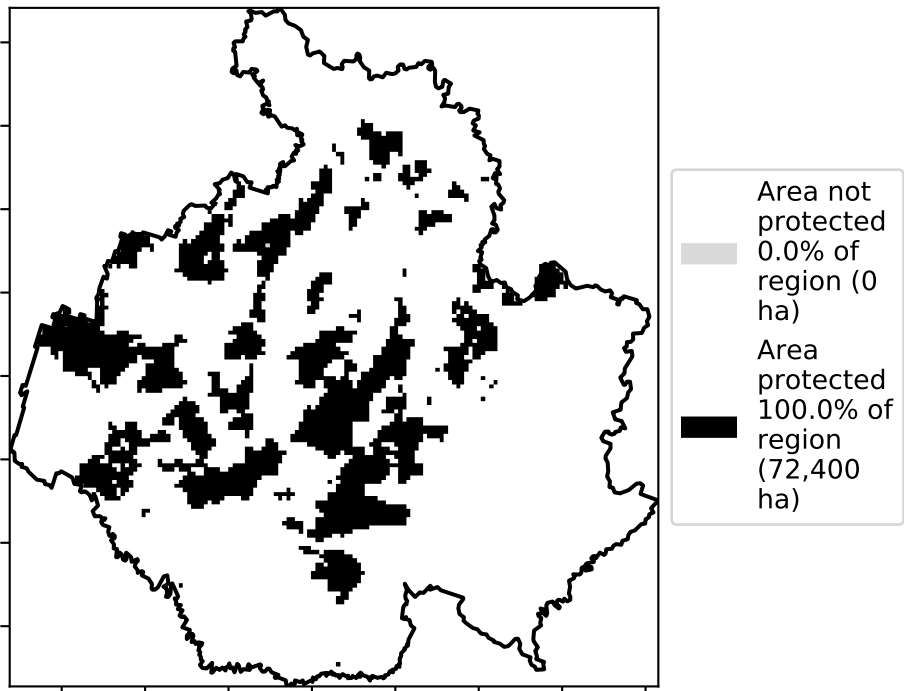 Area not
protected
0.0% of
region (0
ha)
Area
protected
100.0% of
region
(72,400
ha)